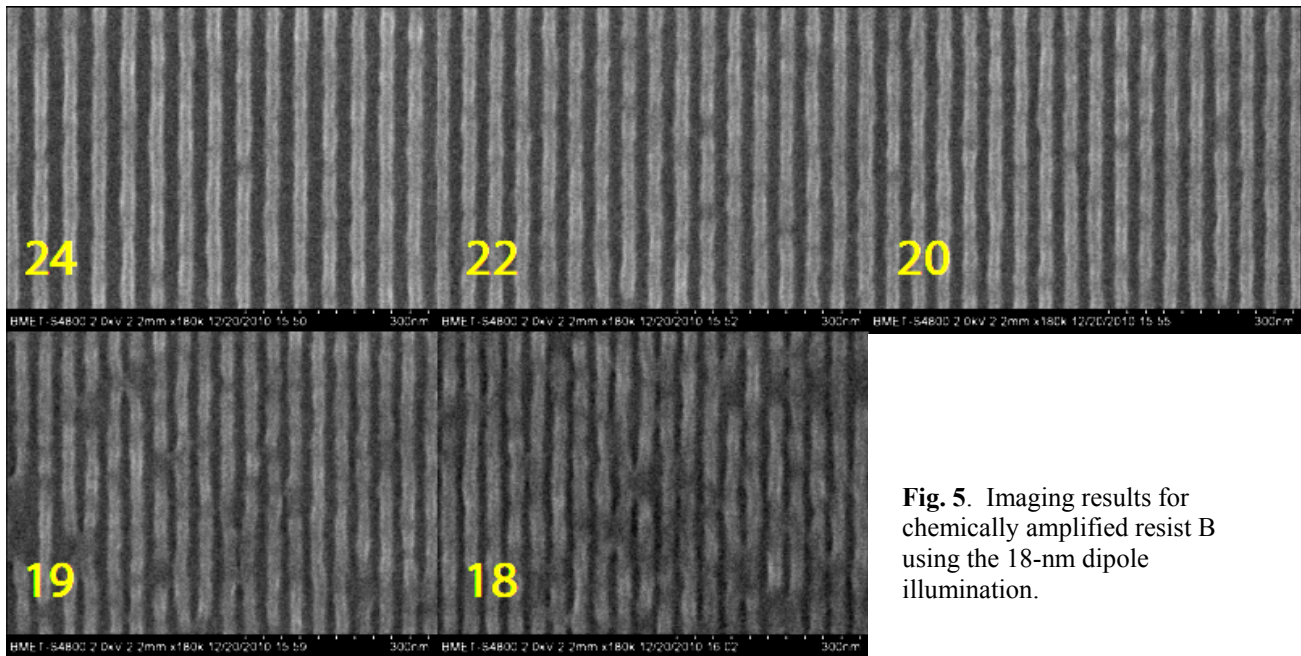 24
22
20
BMET-S4800 2.0kV 2.2mm x180k 12/20/2010 15:50 300nm
BMET-S4800 2.0kV 2.2mm x180k 12/20/2010 15:52 300nm
BMET-S4800 2.0kV 2.2mm x180k 12/20/2010 15:55 300nm
19
18
BMET-S4800 2.0kV 2.2mm x180k 12/20/2010 15:59 300nm
BMET-S4800 2.0kV 2.2mm x180k 12/20/2010 16:02 300nm
Fig. 5. Imaging results for
chemically amplified resist B
using the 18-nm dipole
illumination.